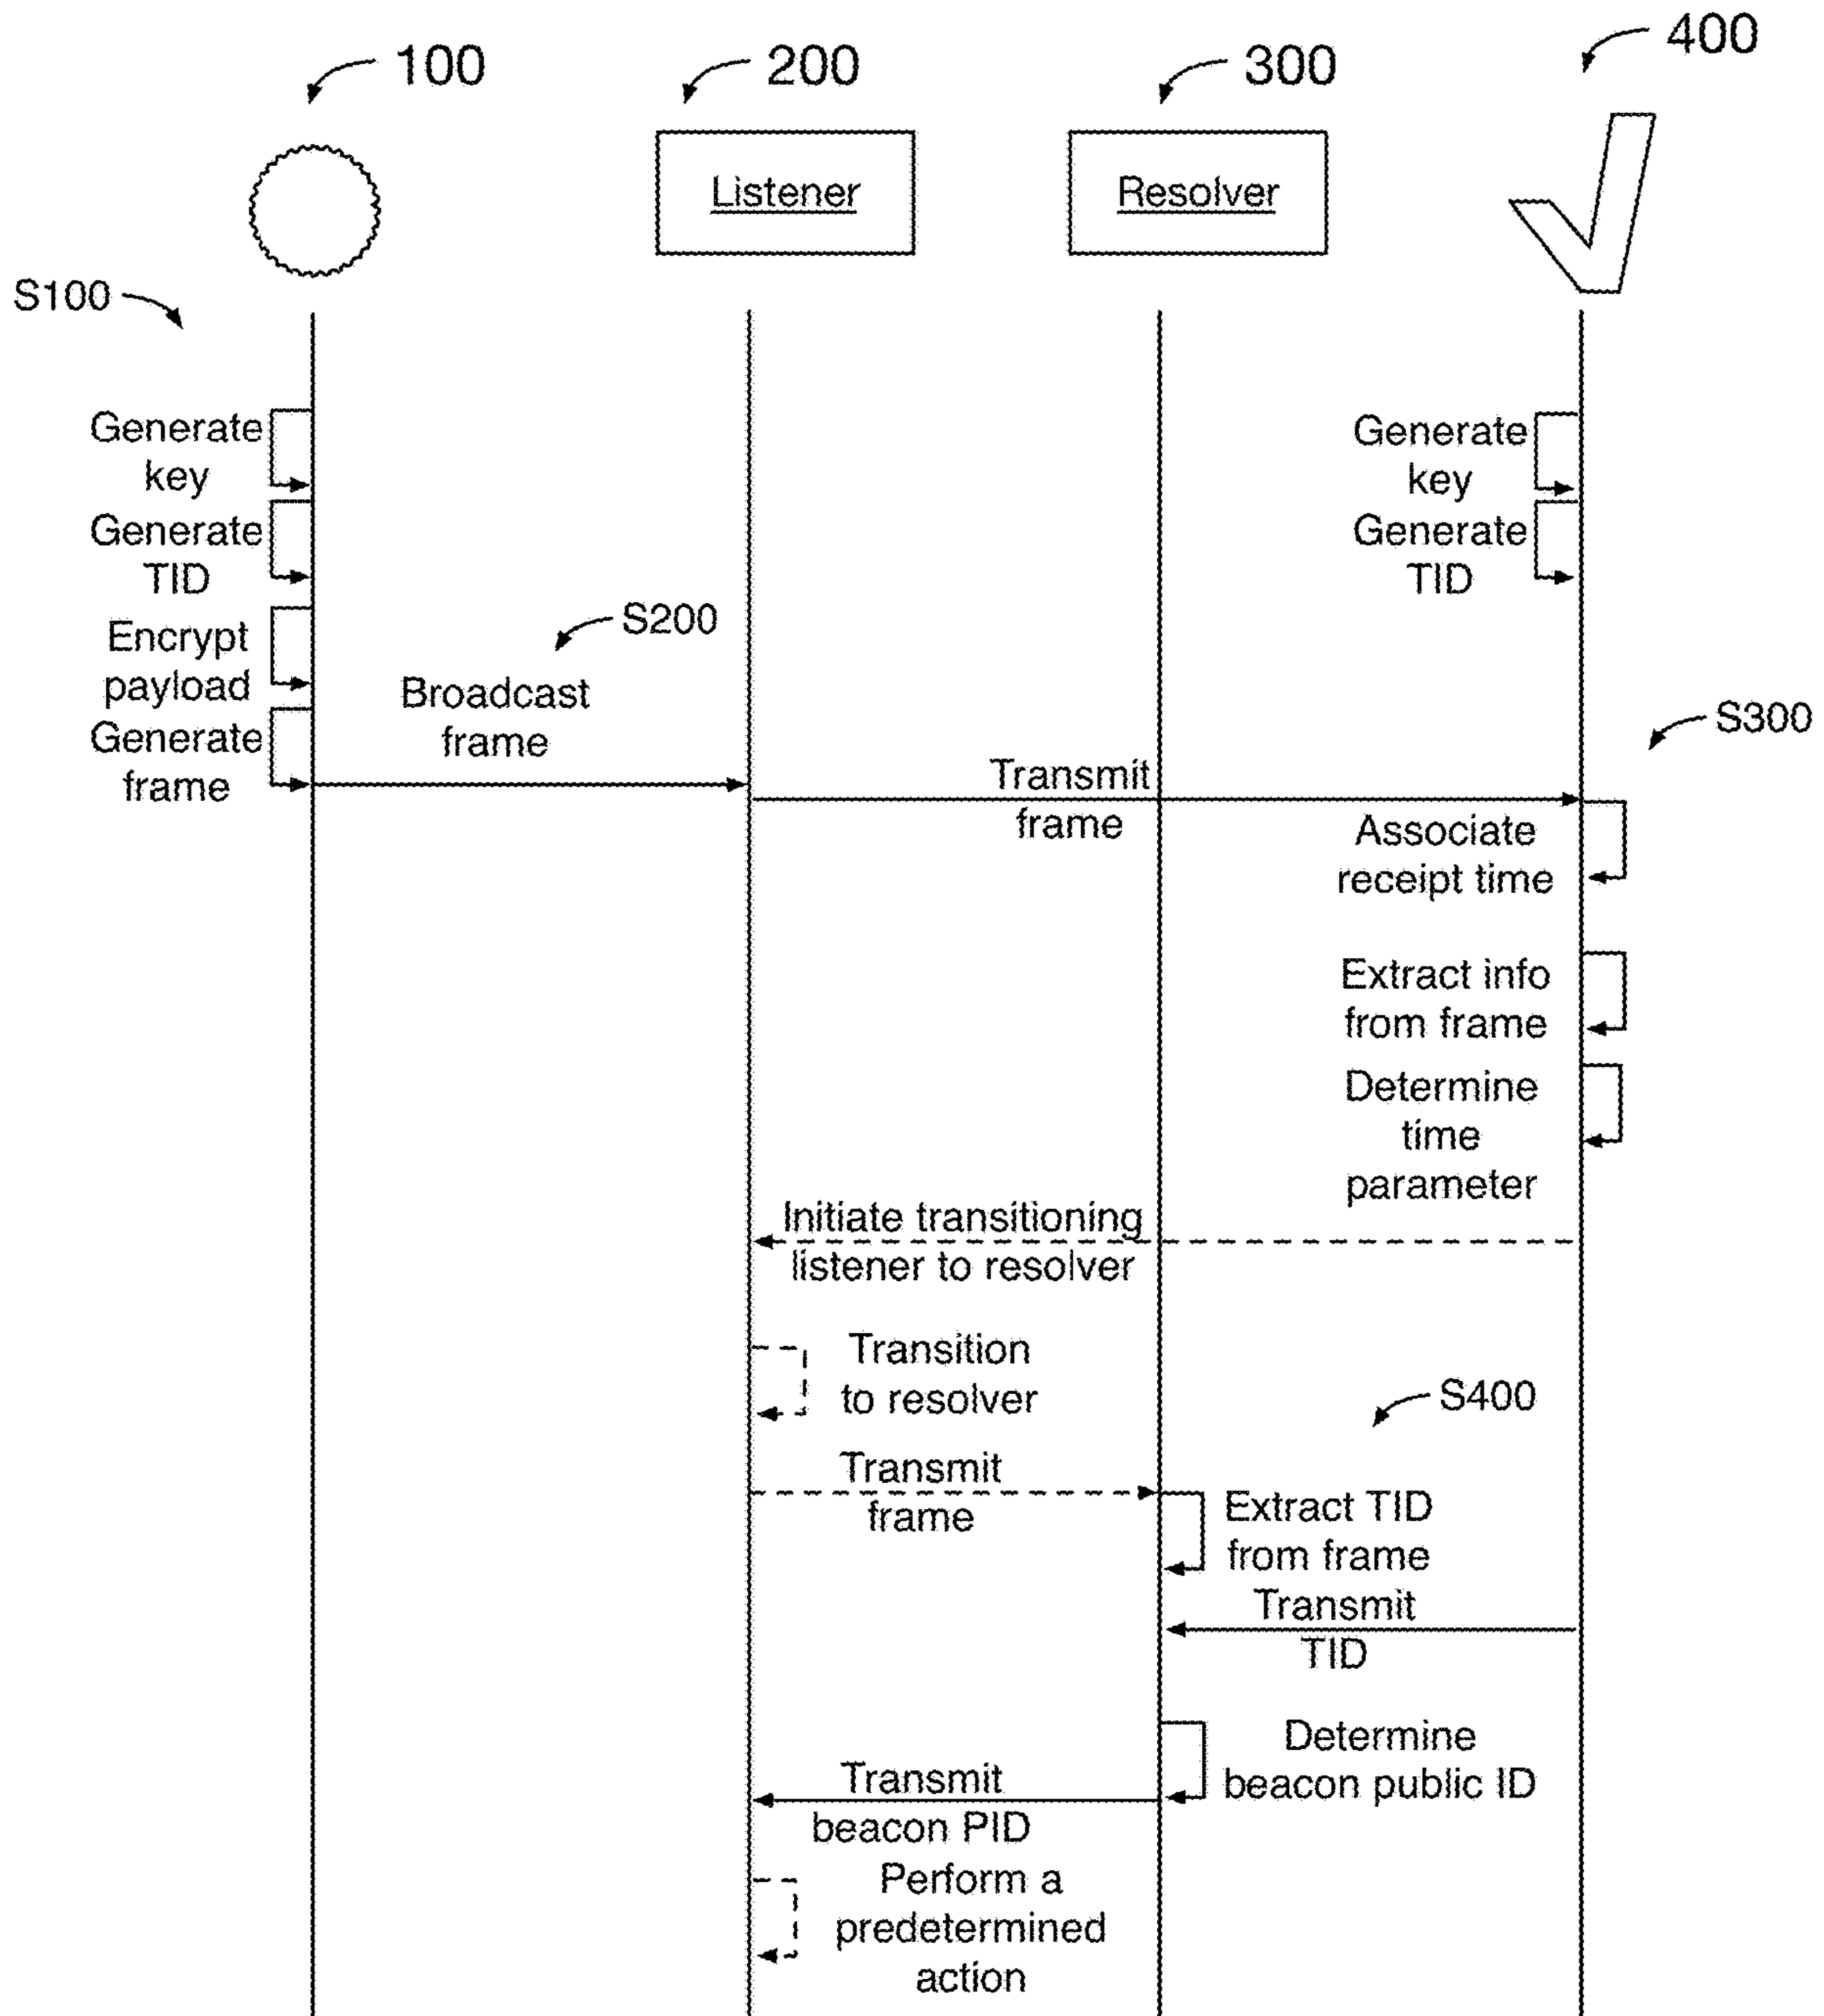 100
200
300
400
Listener
Resolver
S100
Generate
key
Generate
TID
Encrypt
payload
Generate
frame
Generate
key
Generate
TID
S200
Broadcast
frame
S300
Transmit
frame
Associate
receipt time
Extract info
from frame
Determine
time
parameter
Initiate transitioning
listener to resolver
Transition
to resolver
S400
Transmit
frame
Extract TID
from frame
Transmit
TID
Determine
beacon public ID
Transmit
beacon PID
Perform a
predetermined
action